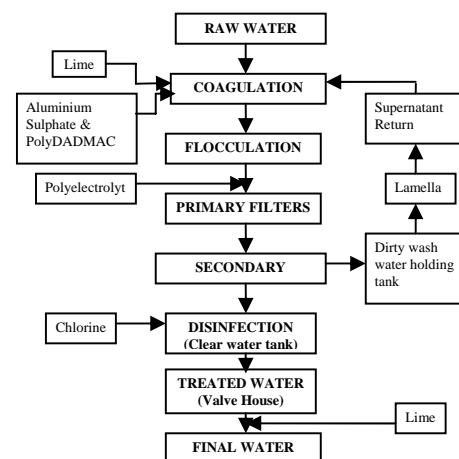 RAW WATER
Lime
COAGULATION
Aluminium
Sulphate &
PolyDADMAC
Supernatant
Return
FLOCCULATION
Polyelectrolyt
Lamella
PRIMARY FILTERS
SECONDARY
Dirty wash
water holding
tank
Chlorine
DISINFECTION
(Clear water tank)
TREATED WATER
(Valve House)
Lime
FINAL WATER